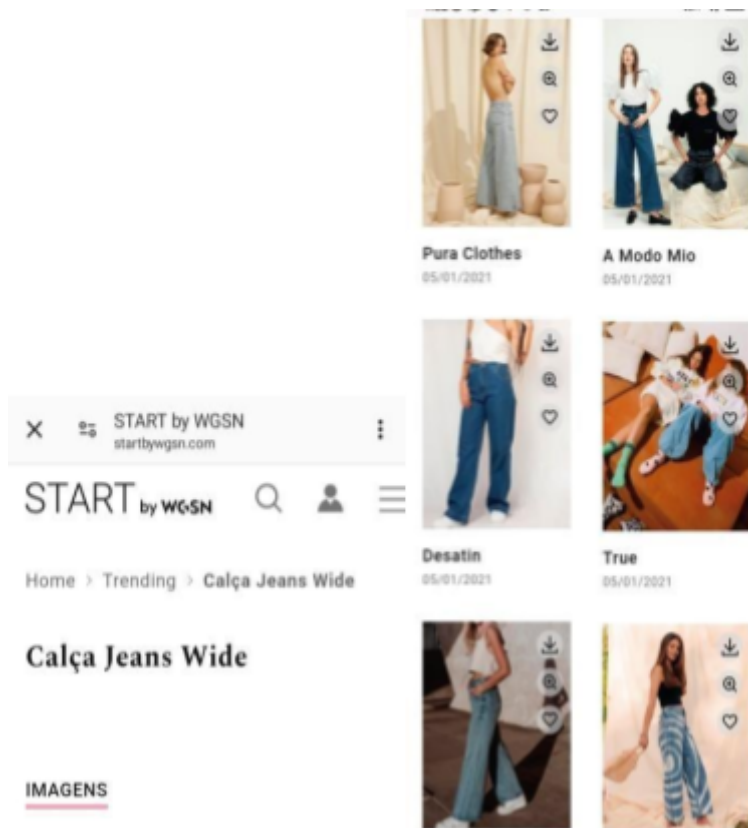 START by WGSN
startbywgsn.com
START by WGSN
Home > Trending > Calça Jeans Wide
Calça Jeans Wide
IMAGENS
Pura Clothes
05/01/2021
A Modo Mio
05/01/2021
Desatin
05/01/2021
True
05/01/2021